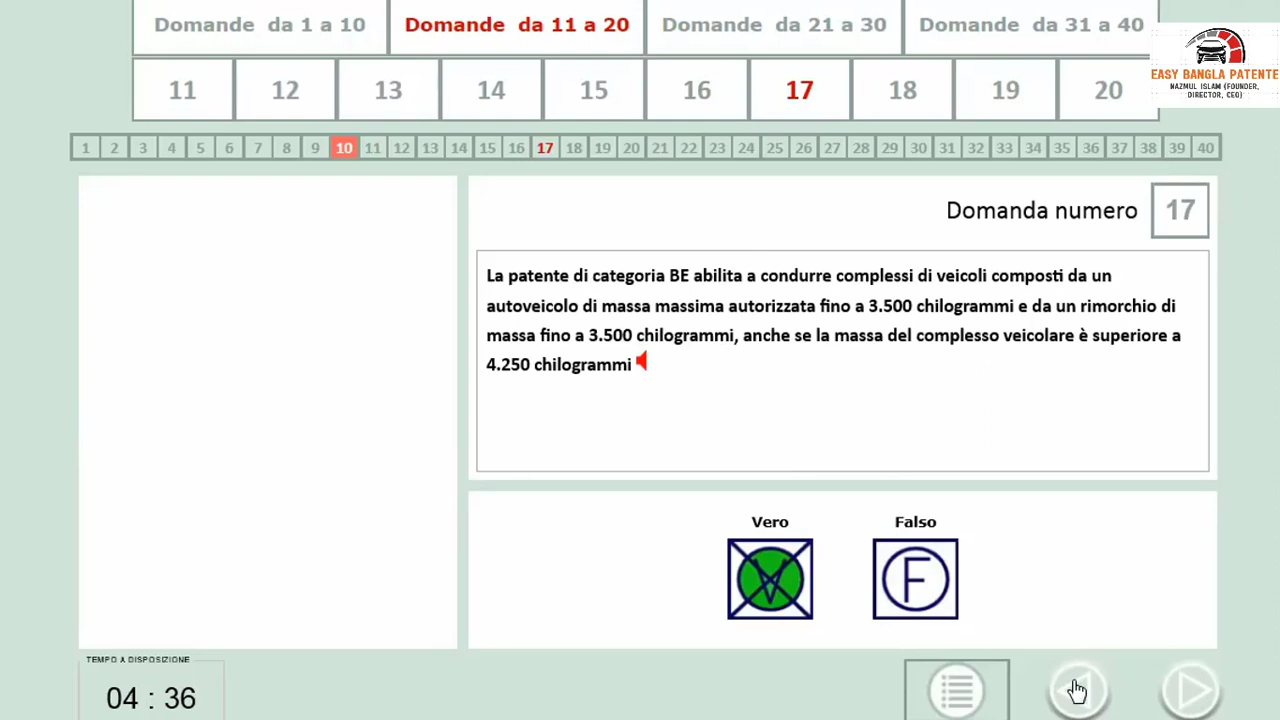 Domande da 1 a 10
Domande da 11 a 20
Domande da 21 a 30
Domande da 31 a 40
EASY BANGLA PATENTE
NAZMUL ISLAM (FOUNDER,
DIRECTOR, CEO)
11 12 13 14 15 16 17 18 19 20
1 2 3 4 5 6 7 8 9 10 11 12 13 14 15 16 17 18 19 20 21 22 23 24 25 26 27 28 29 30 31 32 33 34 35 36 37 38 39 40
Domanda numero 17
La patente di categoria BE abilita a condurre complessi di veicoli composti da un
autoveicolo di massa massima autorizzata fino a 3.500 chilogrammi e da un rimorchio di
massa fino a 3.500 chilogrammi, anche se la massa del complesso veicolare è superiore a
4.250 chilogrammi
Vero Falso
V F
TEMPO A DISPOSIZIONE
04 : 36